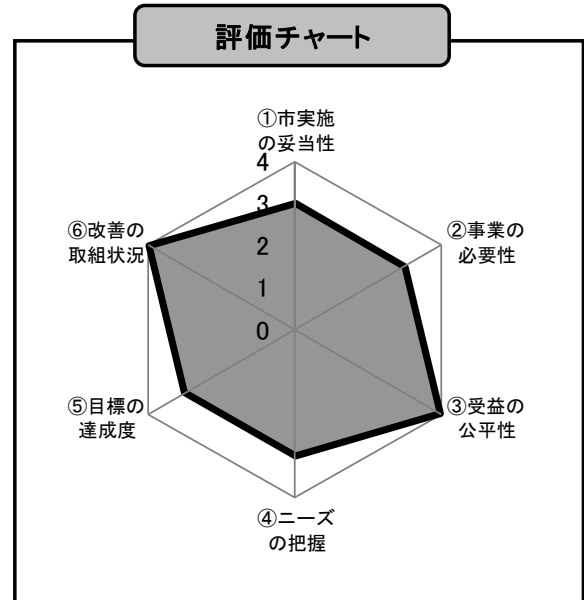 評価チャート
①市実施
の妥当性
4
3
2
1
0
②事業の
必要性
③受益の
公平性
④ニーズ
の把握
⑤目標の
達成度
⑥改善の
取組状況